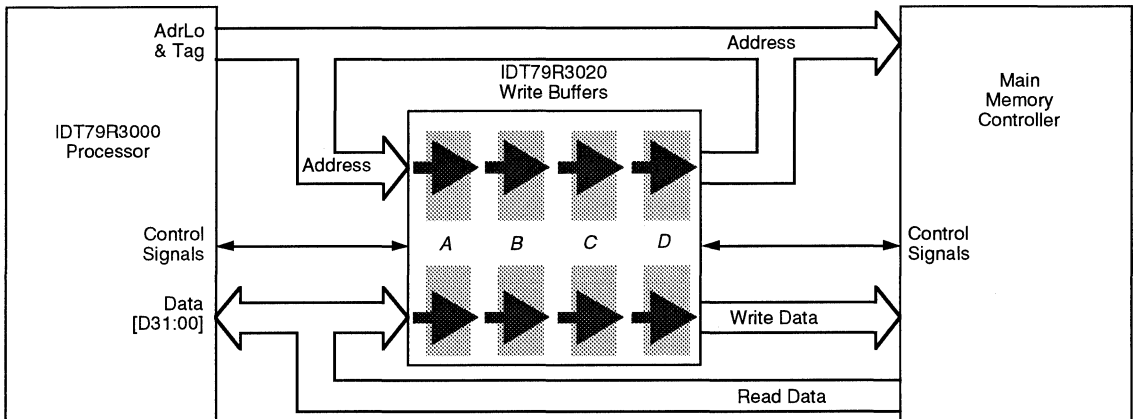 AdrLo
& Tag
Address
IDT79R3020
Write Buffers
Main
Memory
Controller
IDT79R3000
Processor
Address
Control
Signals
A B C D
Control
Signals
Data
[D31:00]
Write Data
Read Data